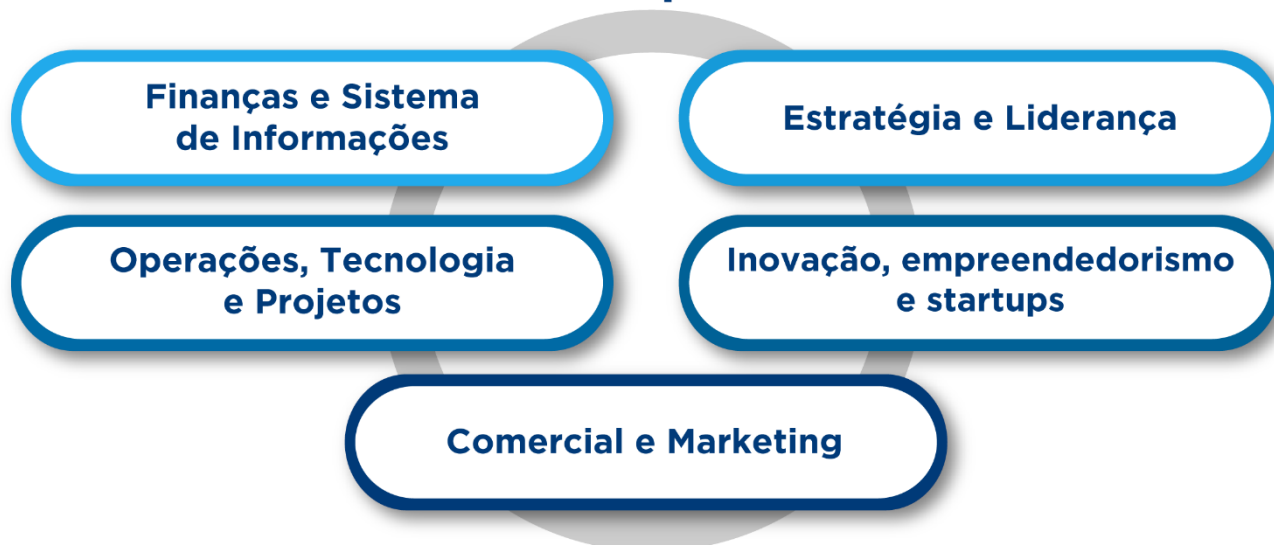 Finanças e Sistema
de Informações
Estratégia e Liderança
Operações, Tecnologia
e Projetos
Inovação, empreendedorismo
e startups
Comercial e Marketing